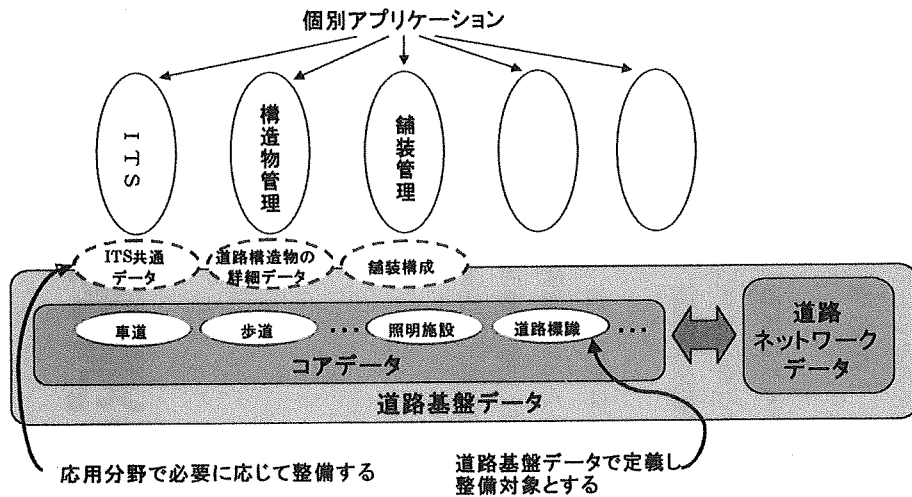 個別アプリケーション
ITS
構造物管理
舗装管理
ITS共通
データ
道路構造物の
詳細データ
舗装構成
車道
歩道
・・・
照明施設
道路標識
・・・
コアデータ
道路基盤データ
道路
ネットワーク
データ
応用分野で必要に応じて整備する
道路基盤データで定義し
整備対象とする